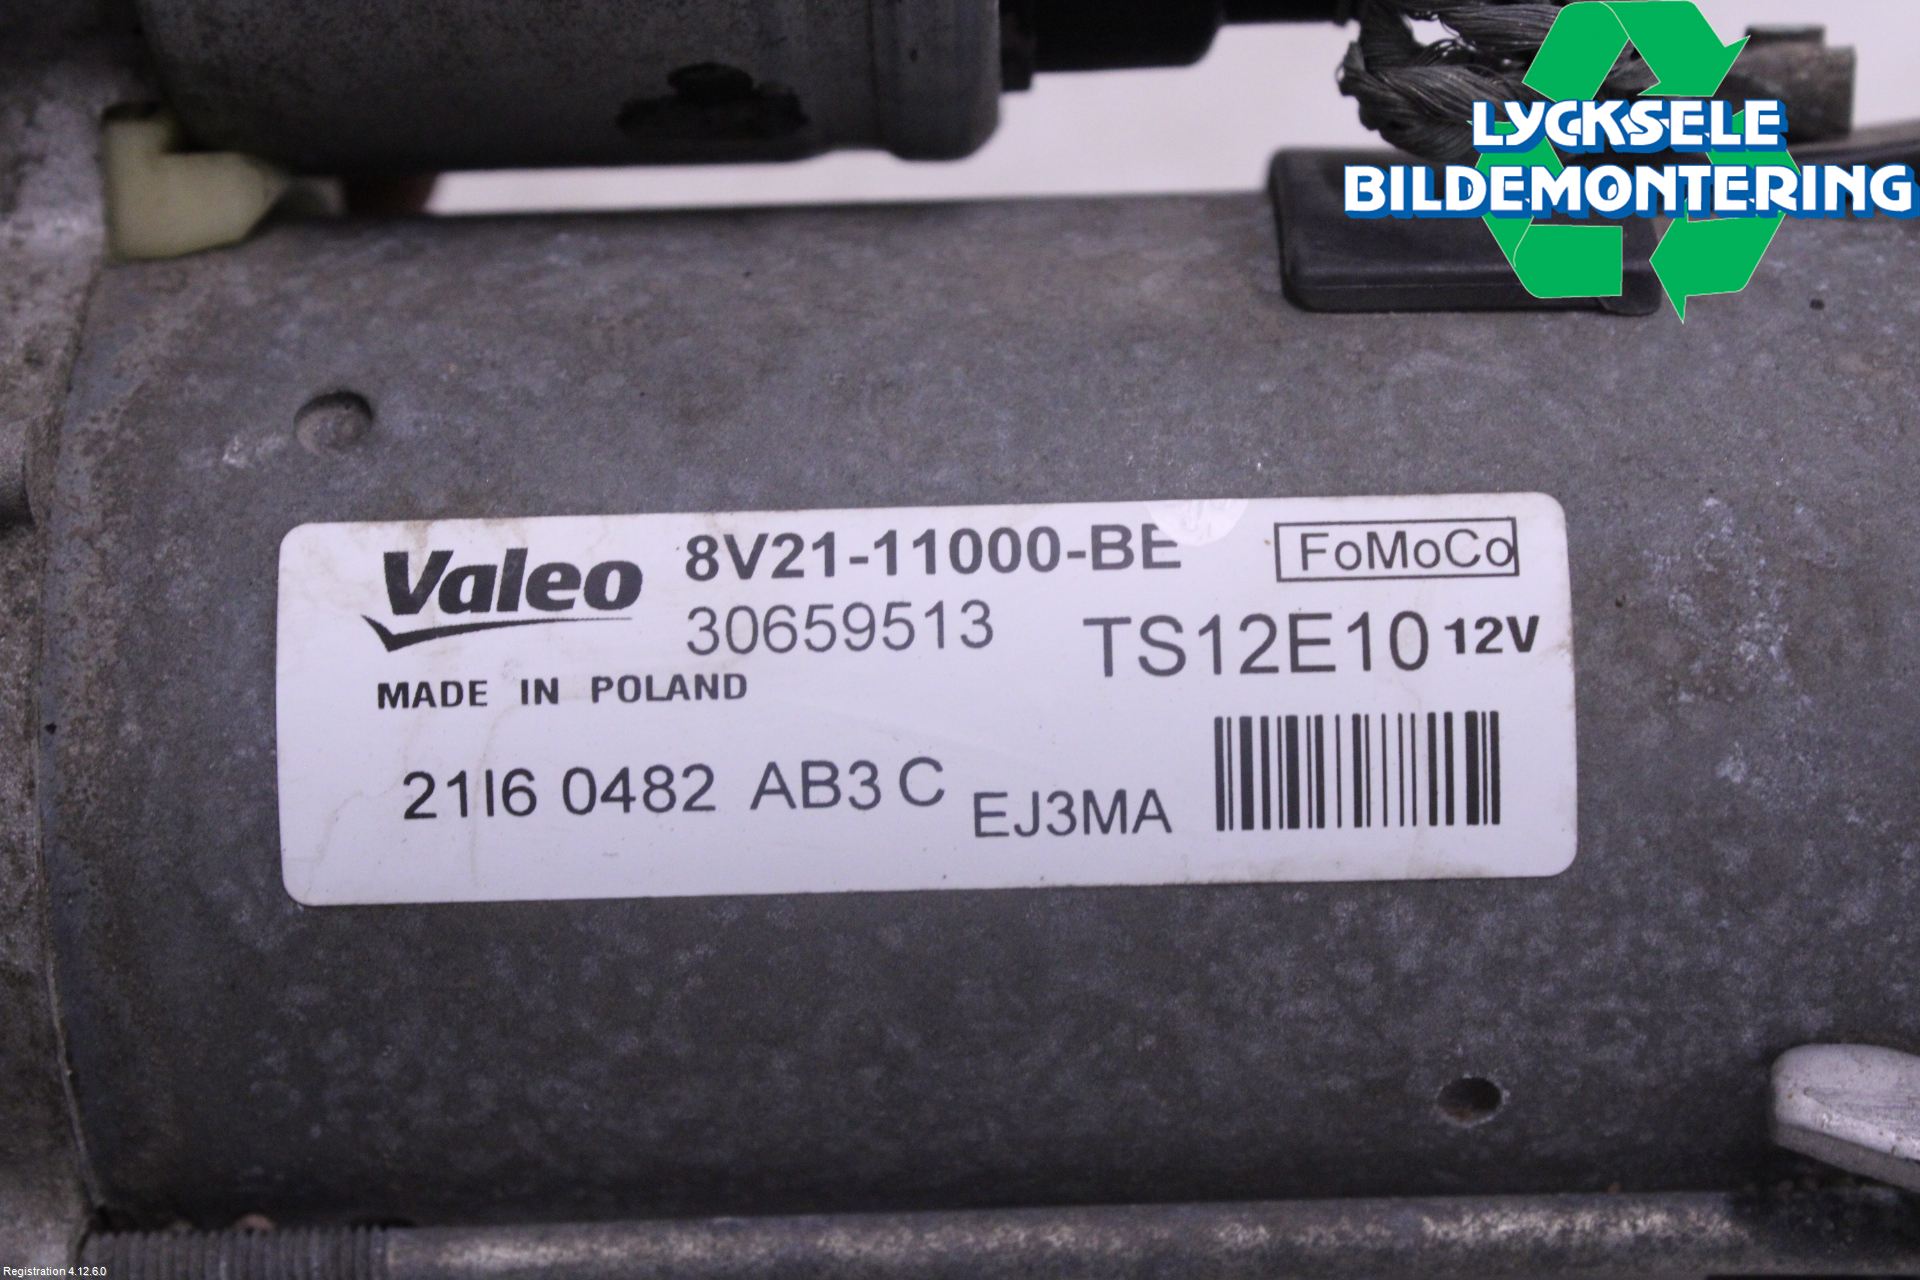 LYCKSELE
BILDEMONTERING
Valeo
8V21-11000-BE
FoMoCo
30659513
TS12E10 12V
MADE IN POLAND
21I6 0482 AB3 C
EJ3MA
Registration 4.12.6.0